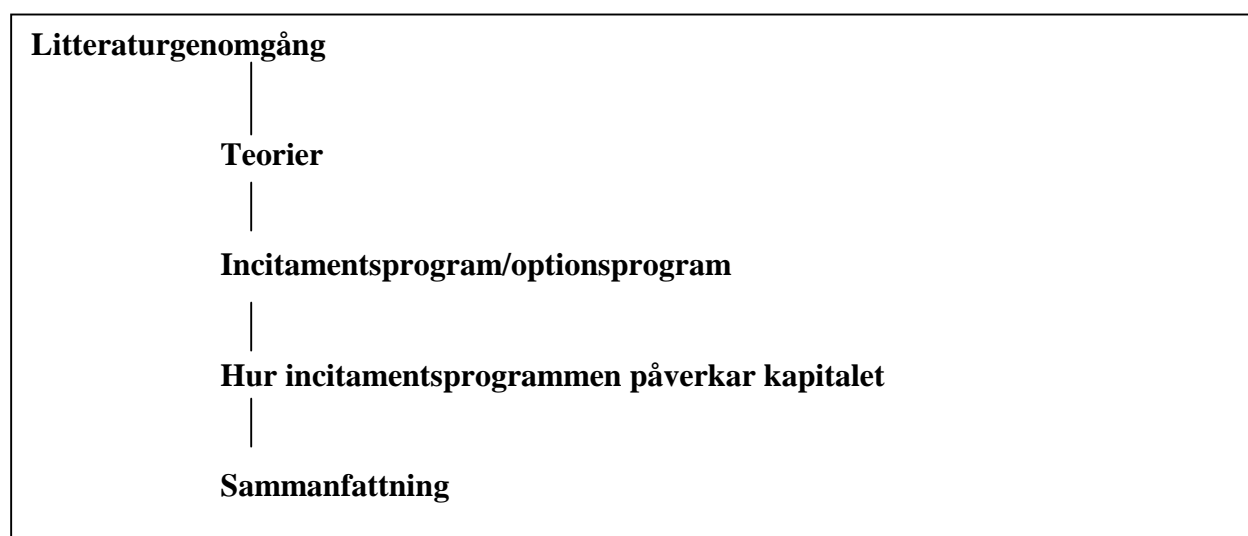 Litteraturgenomgång
Teorier
Incitamentsprogram/optionsprogram
Hur incitamentsprogrammen påverkar kapitalet
Sammanfattning